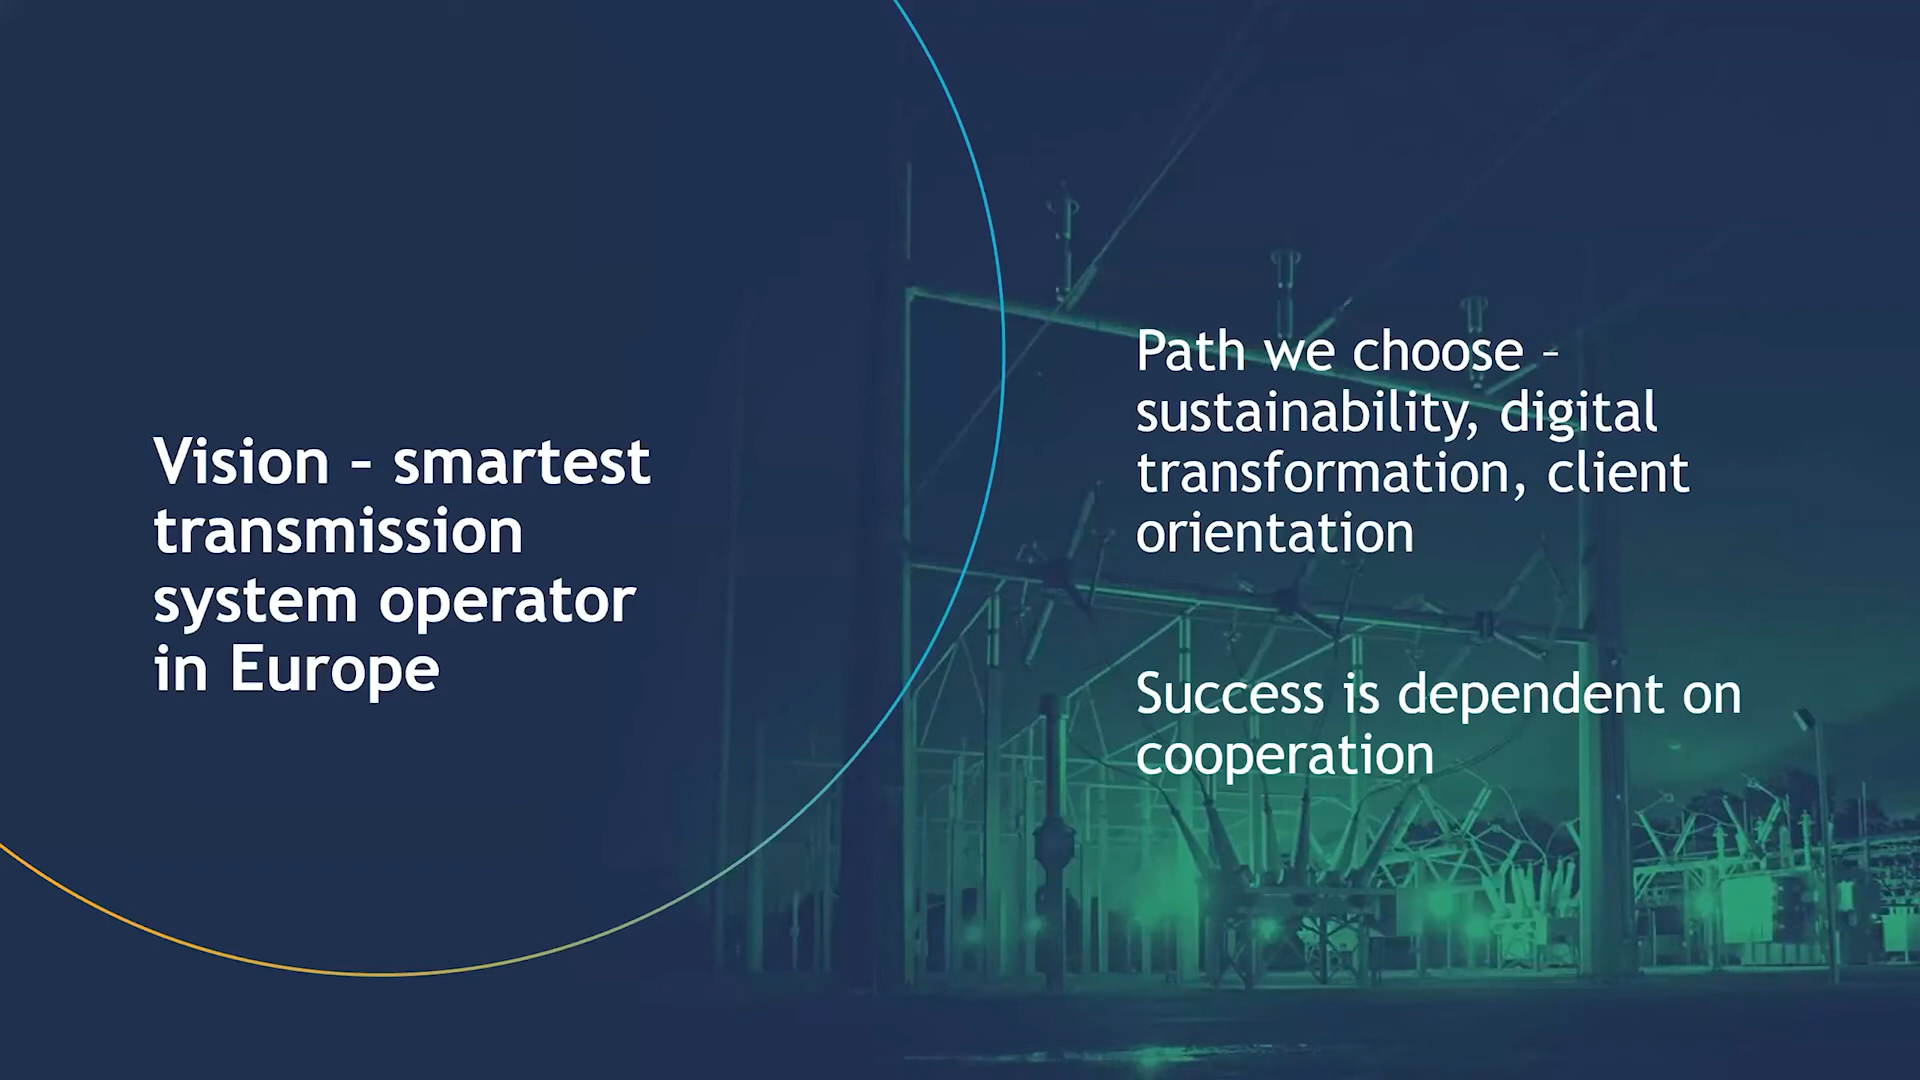 Vision – smartest
transmission
system operator
in Europe
Path we choose –
sustainability, digital
transformation, client
orientation
Success is dependent on
cooperation